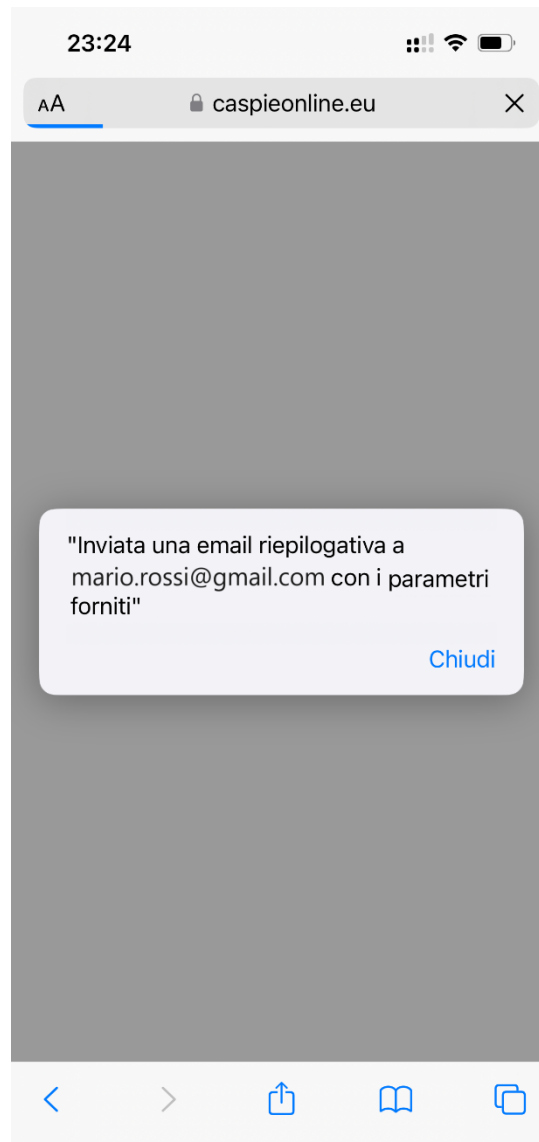 23:24
AA caspieonline.eu
"Inviata una email riepilogativa a
mario.rossi@gmail.com con i parametri
forniti"
Chiudi